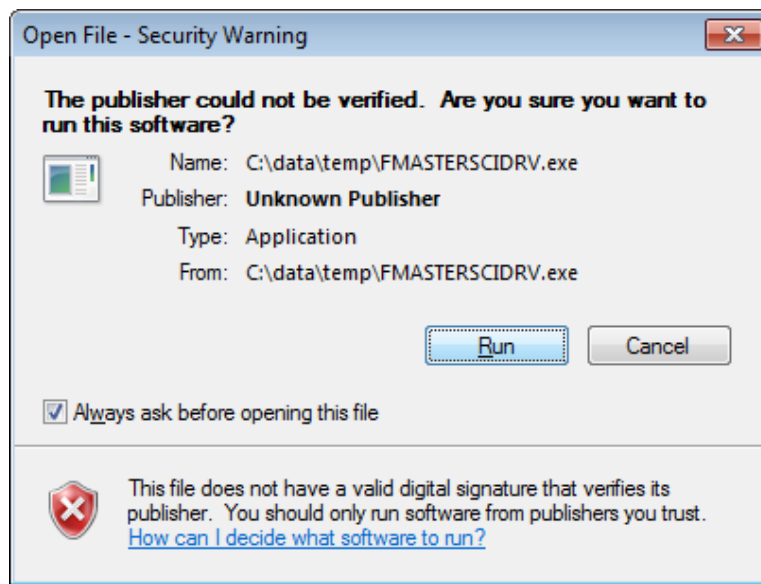 Open File - Security Warning
The publisher could not be verified.  Are you sure you want to
run this software?
Name: C:\data\temp\FMASTERSCIDRV.exe
Publisher: Unknown Publisher
Type: Application
From: C:\data\temp\FMASTERSCIDRV.exe
Run Cancel
Always ask before opening this file
This file does not have a valid digital signature that verifies its
publisher.  You should only run software from publishers you trust.
How can I decide what software to run?